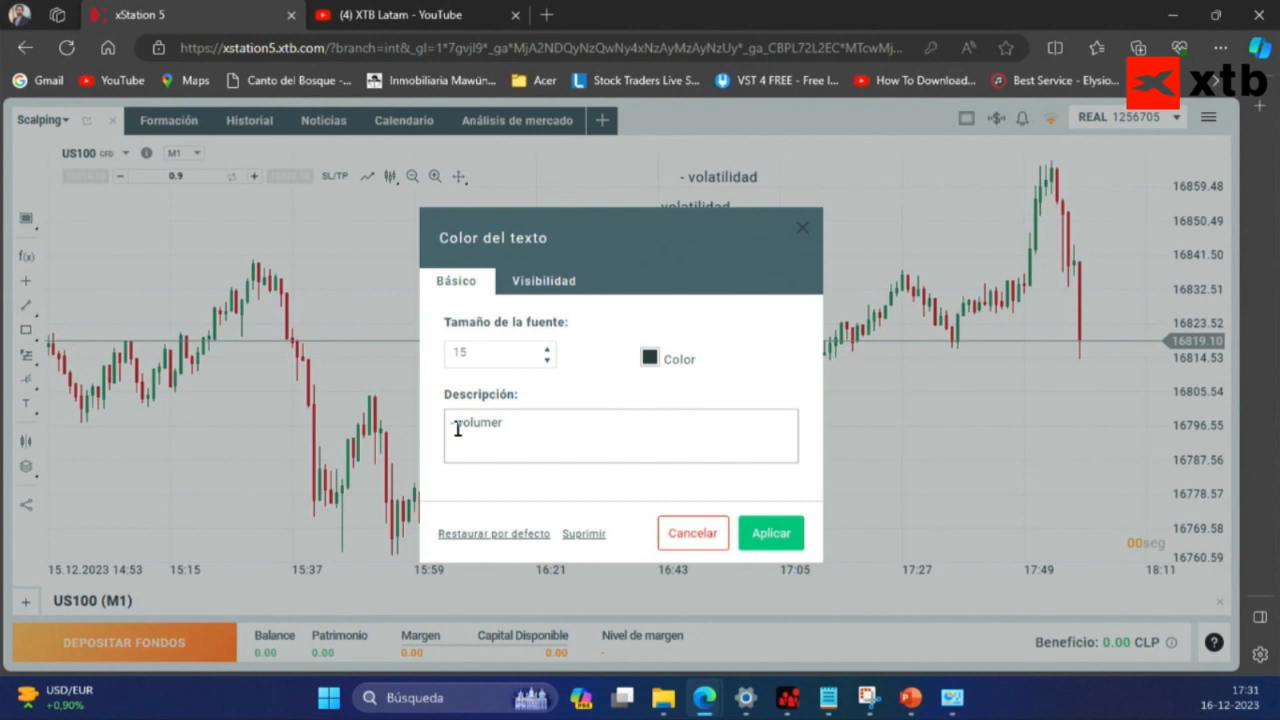 xStation 5
(4) XTB Latam - YouTube
https://xstation5.xtb.com/?branch=int&_gl=1*7gvjl9*_ga*MjA2NDQyNzQwNy4xNzAyMzAyNzUy*_ga_CBPL72L2EC*MTcwMj...
Gmail
YouTube
Maps
Canto del Bosque -...
Inmobiliaria Mawün...
Acer
Stock Traders Live S...
VST 4 FREE - Free I...
How To Download...
Best Service - Elysio...
xtb
Scalping
Formación
Historial
Noticias
Calendario
Análisis de mercado
REAL 1256705
US100 CFD
M1
0.9
SL/TP
- volatilidad
volatilidad
f(x)
T
Color del texto
Básico
Visibilidad
Tamaño de la fuente:
15
Color
Descripción:
- volumer
Restaurar por defecto
Suprimir
Cancelar
Aplicar
16859.48
16850.49
16841.50
16832.51
16823.52
16819.10
16814.53
16805.54
16796.55
16787.56
16778.57
16769.58
16760.59
00seg
15.12.2023 14:53
15:15
15:37
15:59
16:21
16:43
17:05
17:27
17:49
18:11
US100 (M1)
DEPOSITAR FONDOS
Balance
0.00
Patrimonio
0.00
Margen
0.00
Capital Disponible
0.00
Nivel de margen
-
Beneficio: 0.00 CLP
USD/EUR
+0,90%
Búsqueda
17:31
16-12-2023